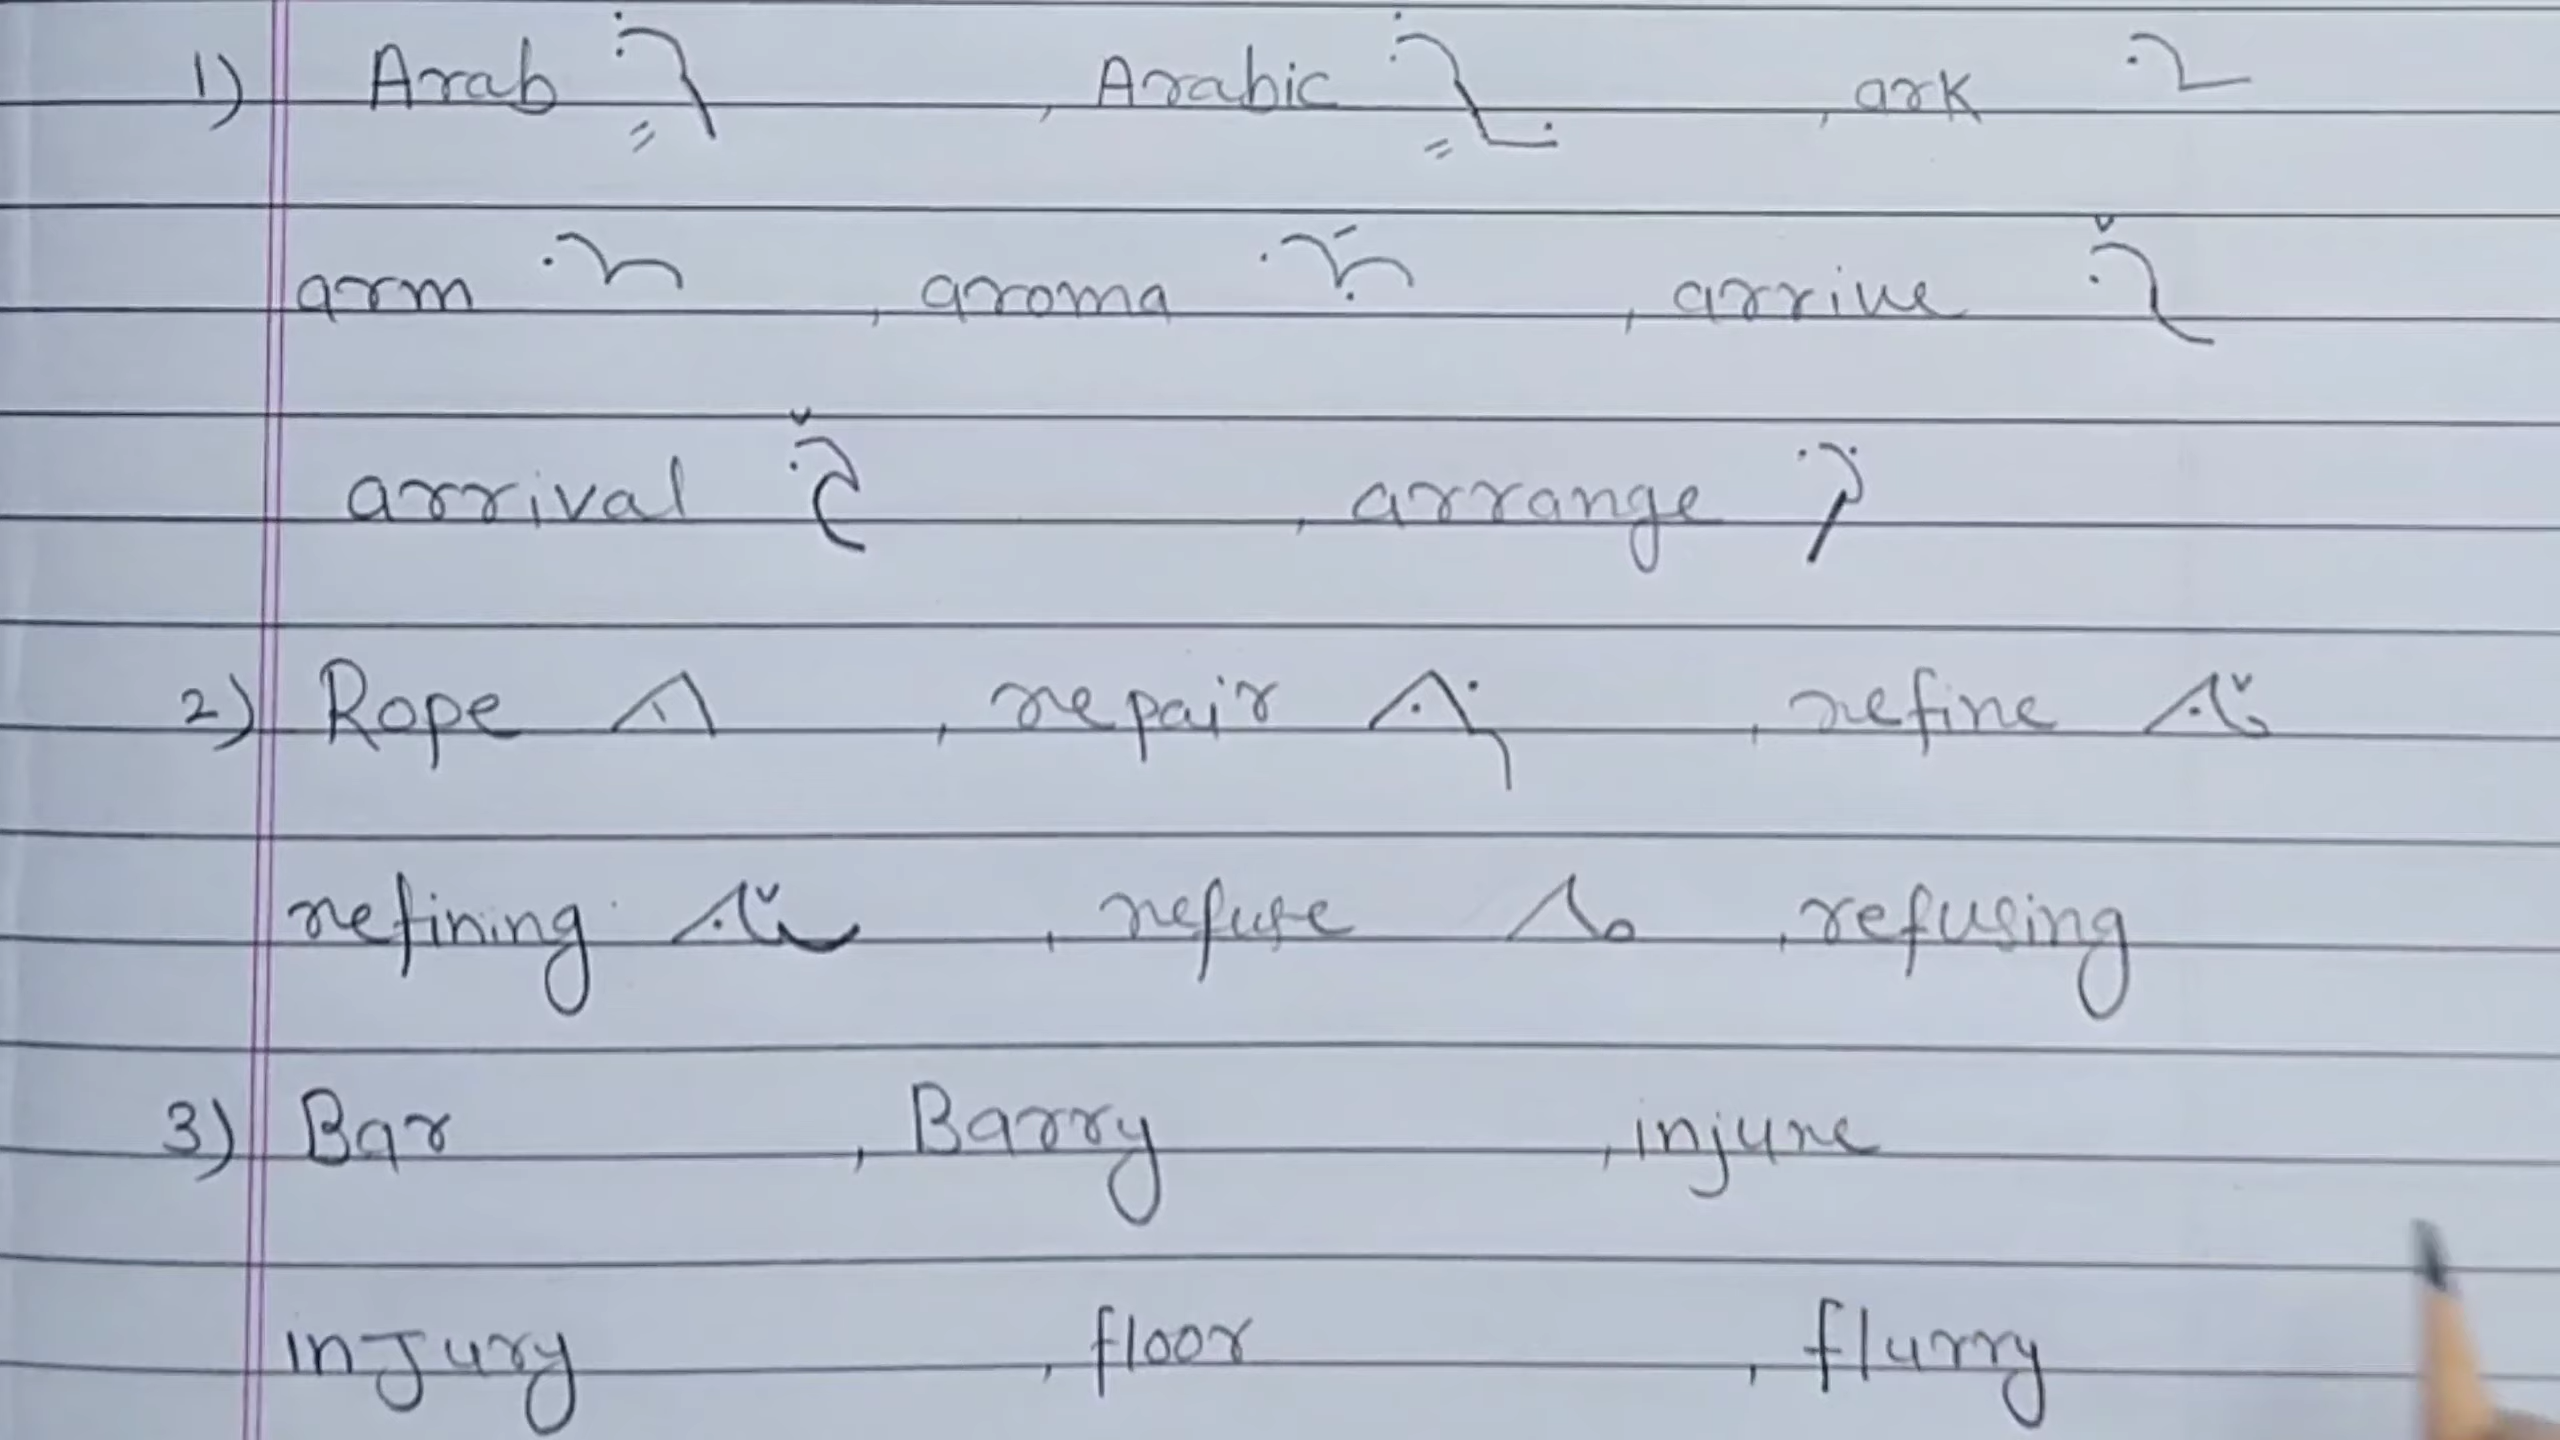 1) Arab , Arabic , ark
arm , aroma , arrive
arrival , arrange
2) Rope , repair , refine
refining , refuse , refusing
3) Bar , Barry , injure
injury , floor , flurry